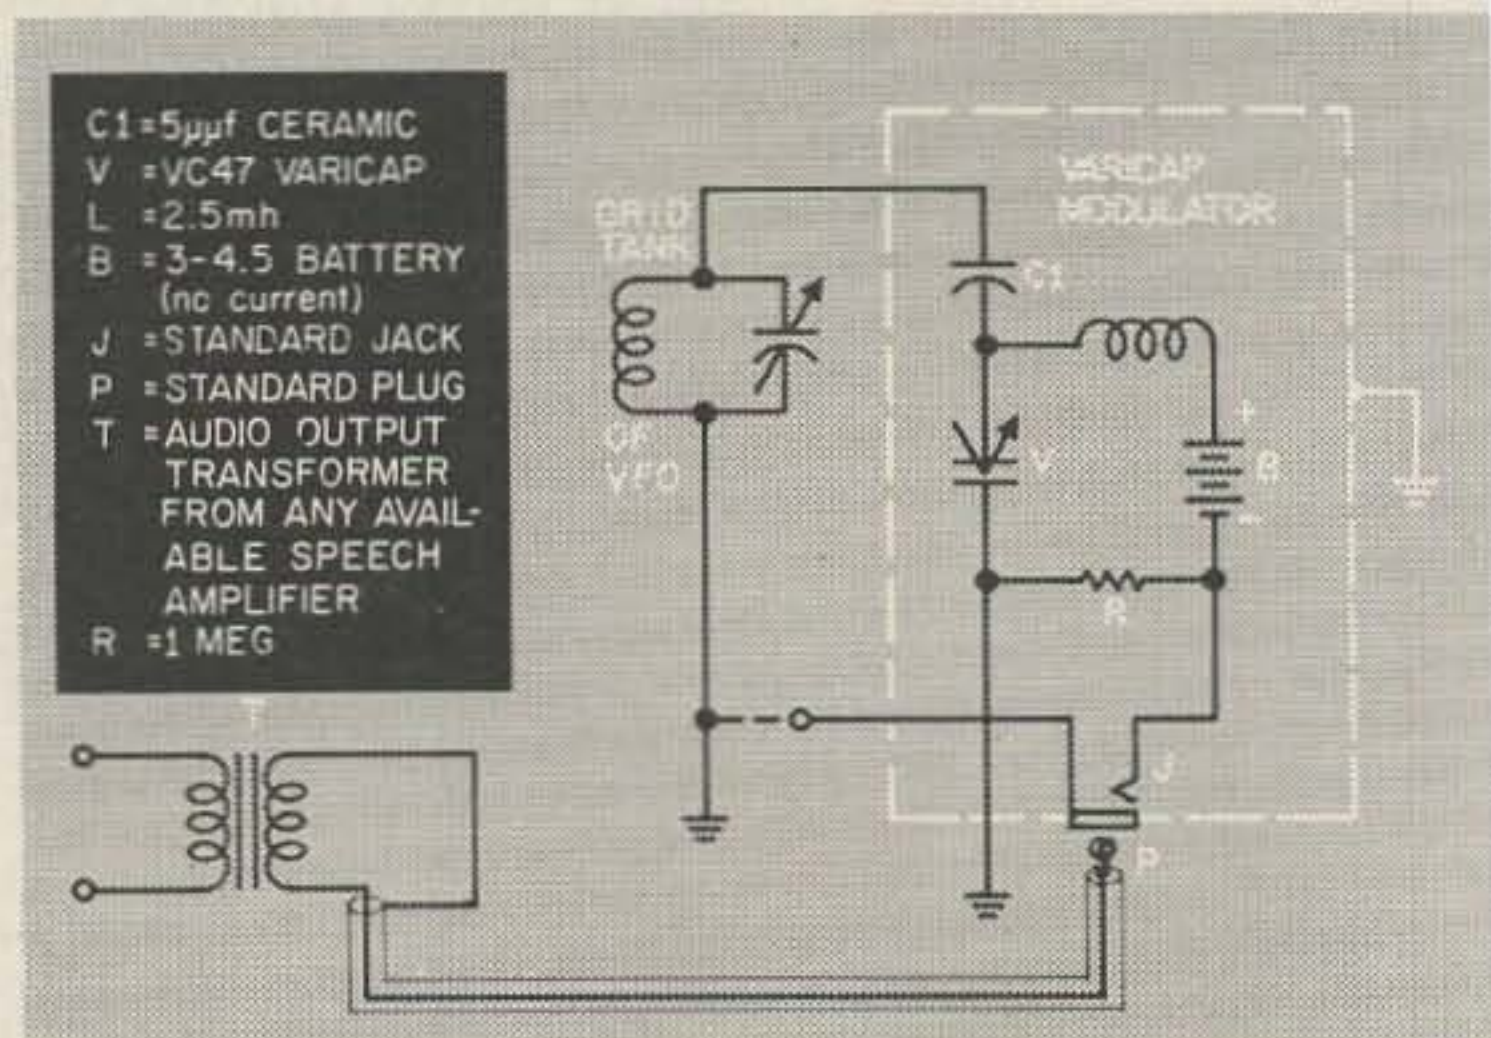 C1=5µµf CERAMIC
V =VC47 VARICAP
L =2.5mh
B =3-4.5 BATTERY
(no current)
J =STANDARD JACK
P =STANDARD PLUG
T =AUDIO OUTPUT
TRANSFORMER
FROM ANY AVAIL-
ABLE SPEECH
AMPLIFIER
R =1 MEG
T
GRID
TANK
OF
VFO
VARICAP
MODULATOR
C1
V
+
B
-
R
J
P